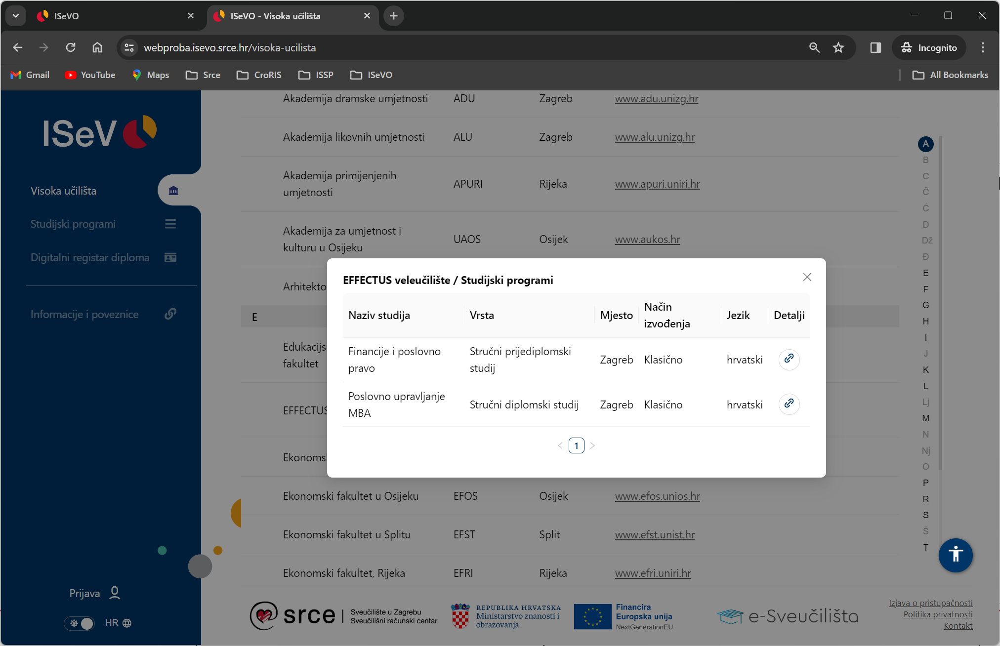 ISeVO
ISeVO - Visoka učilišta
webproba.isevo.srce.hr/visoka-ucilista
Incognito
Gmail
YouTube
Maps
Srce
CroRIS
ISSP
ISeVO
All Bookmarks
ISeV
Visoka učilišta
Studijski programi
Digitalni registar diploma
Informacije i poveznice
Prijava
HR
Akademija dramske umjetnosti ADU Zagreb www.adu.unizg.hr
Akademija likovnih umjetnosti ALU Zagreb www.alu.unizg.hr
Akademija primijenjenih
umjetnosti
APURI Rijeka www.apuri.uniri.hr
Akademija za umjetnost i
kulturu u Osijeku
UAOS Osijek www.aukos.hr
Arhitekto
E
Edukacijs
fakultet
EFFECTUS
Ekonoms
Ekonomski fakultet u Osijeku EFOS Osijek www.efos.unios.hr
Ekonomski fakultet u Splitu EFST Split www.efst.unist.hr
Ekonomski fakultet, Rijeka EFRI Rijeka www.efri.uniri.hr
EFFECTUS veleučilište / Studijski programi
Naziv studija Vrsta Mjesto Način izvođenja Jezik Detalji
Financije i poslovno
pravo
Stručni prijediplomski
studij
Zagreb Klasično hrvatski
Poslovno upravljanje
MBA
Stručni diplomski studij Zagreb Klasično hrvatski
1
A
B
C
Č
Ć
D
Dž
Đ
E
F
G
H
I
J
K
L
Lj
M
N
Nj
O
P
R
S
Š
T
srce
Sveučilište u Zagrebu
Sveučilišni računski centar
REPUBLIKA HRVATSKA
Ministarstvo znanosti i
obrazovanja
Financira
Europska unija
NextGenerationEU
e-Sveučilišta
Izjava o pristupačnosti
Politika privatnosti
Kontakt